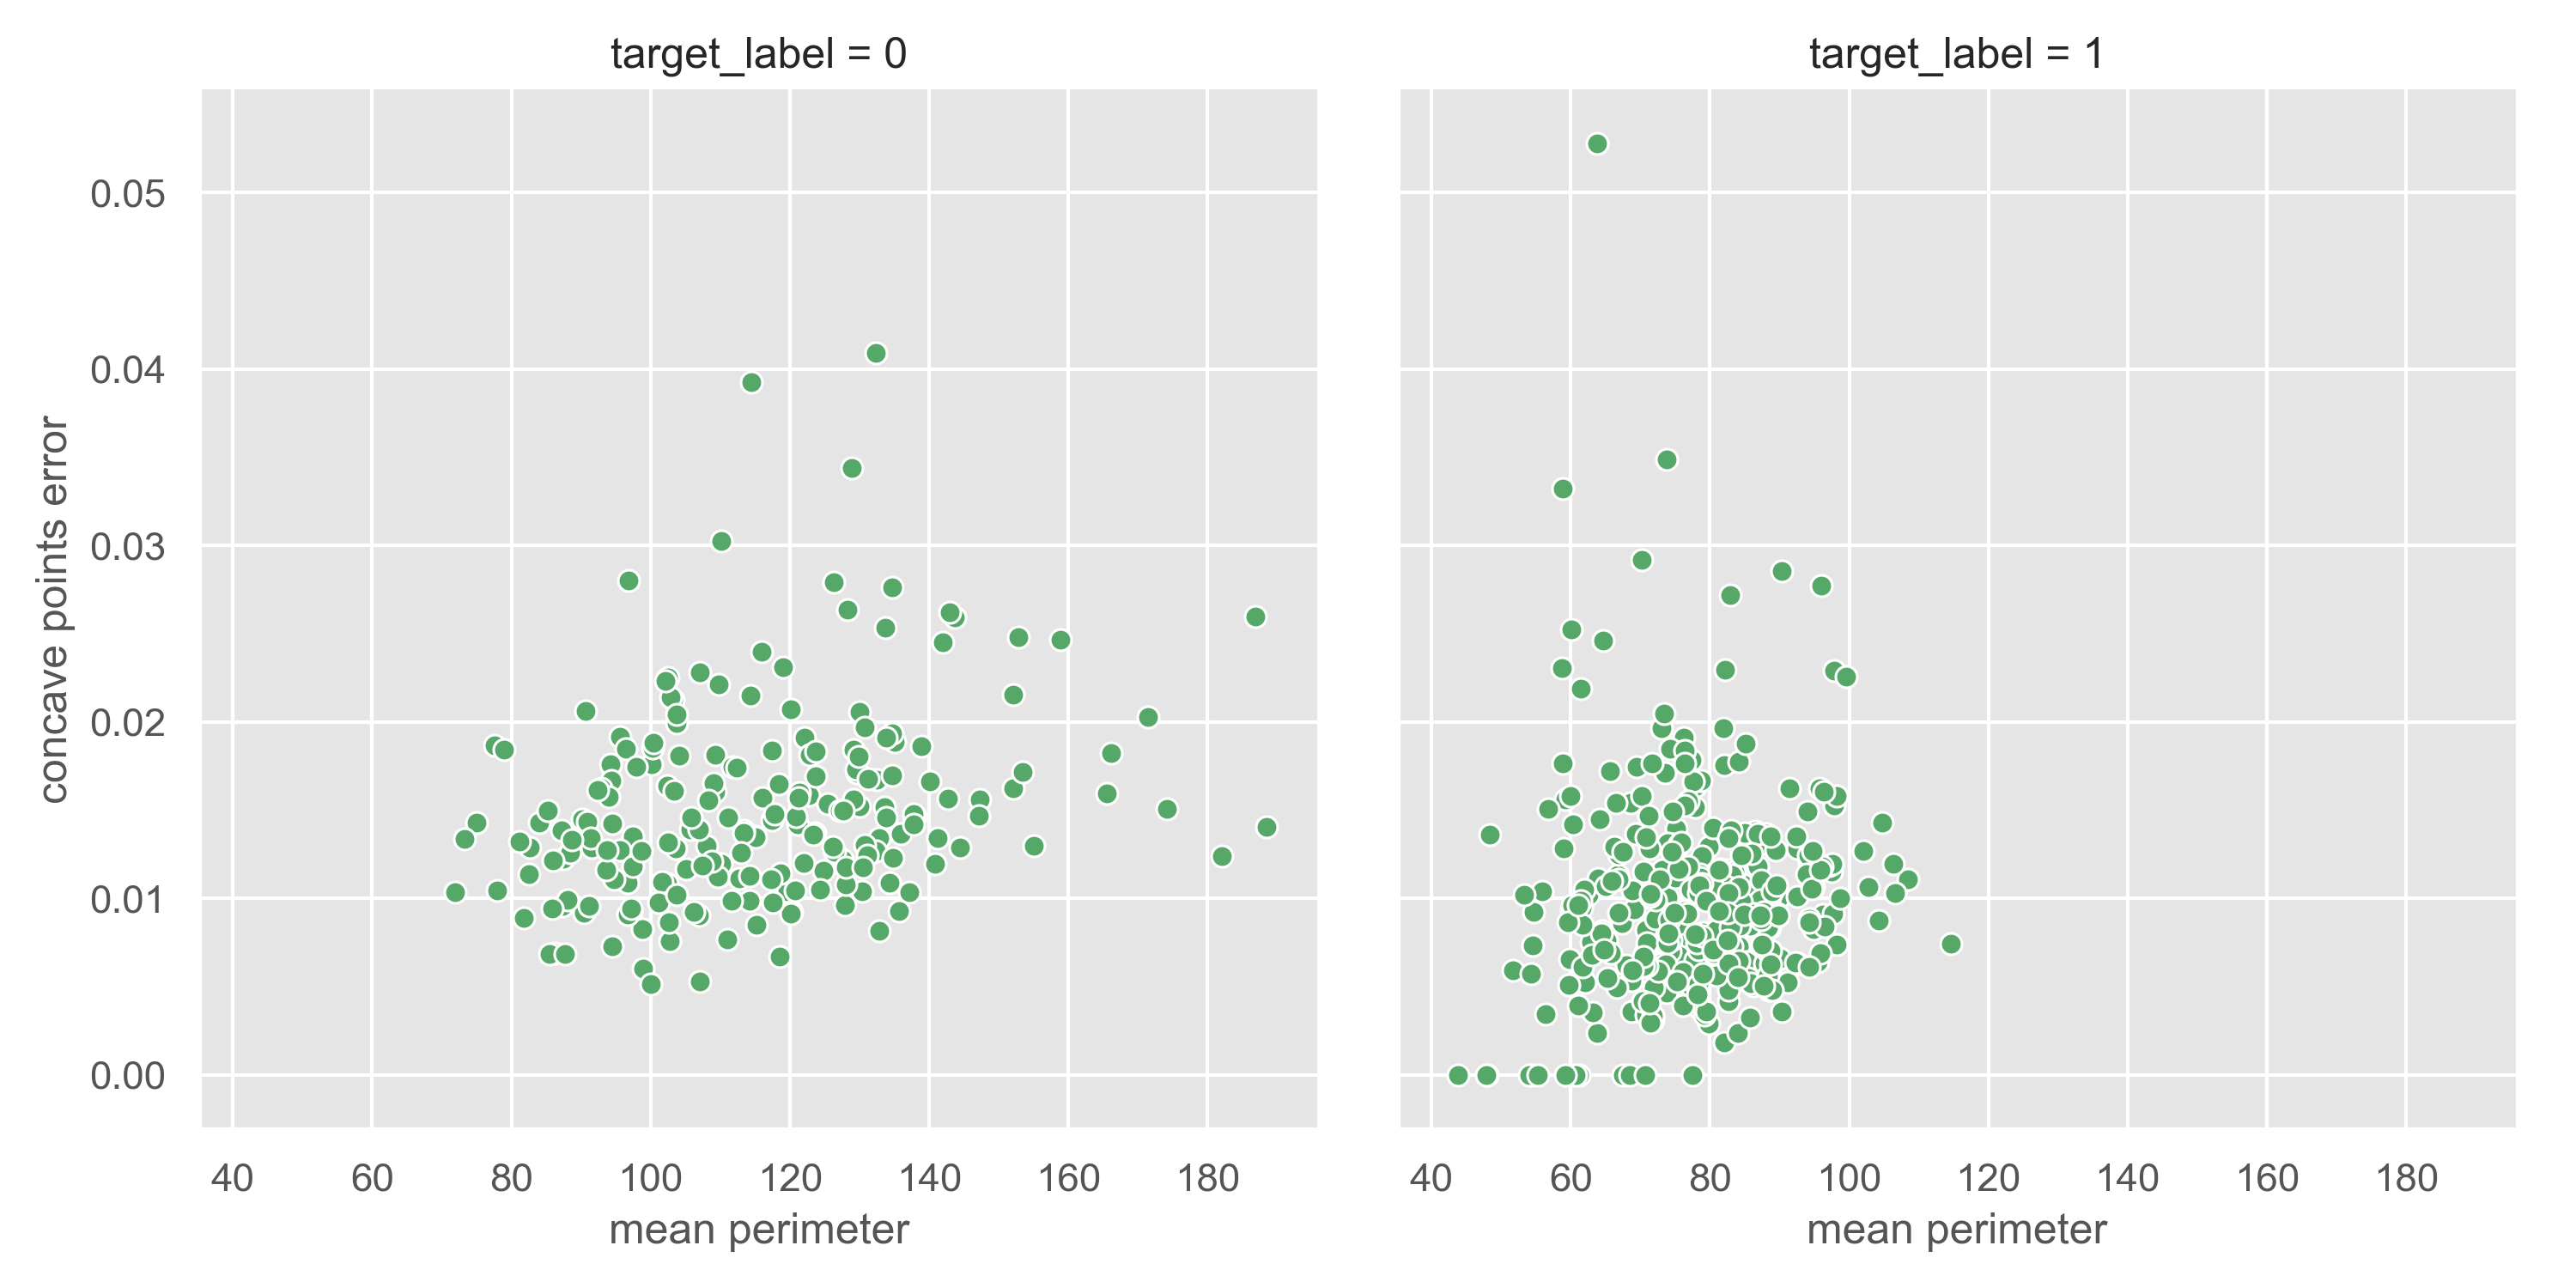 target_label = 0
target_label = 1
concave points error
0.05
0.04
0.03
0.02
0.01
0.00
40 60 80 100 120 140 160 180
40 60 80 100 120 140 160 180
mean perimeter
mean perimeter